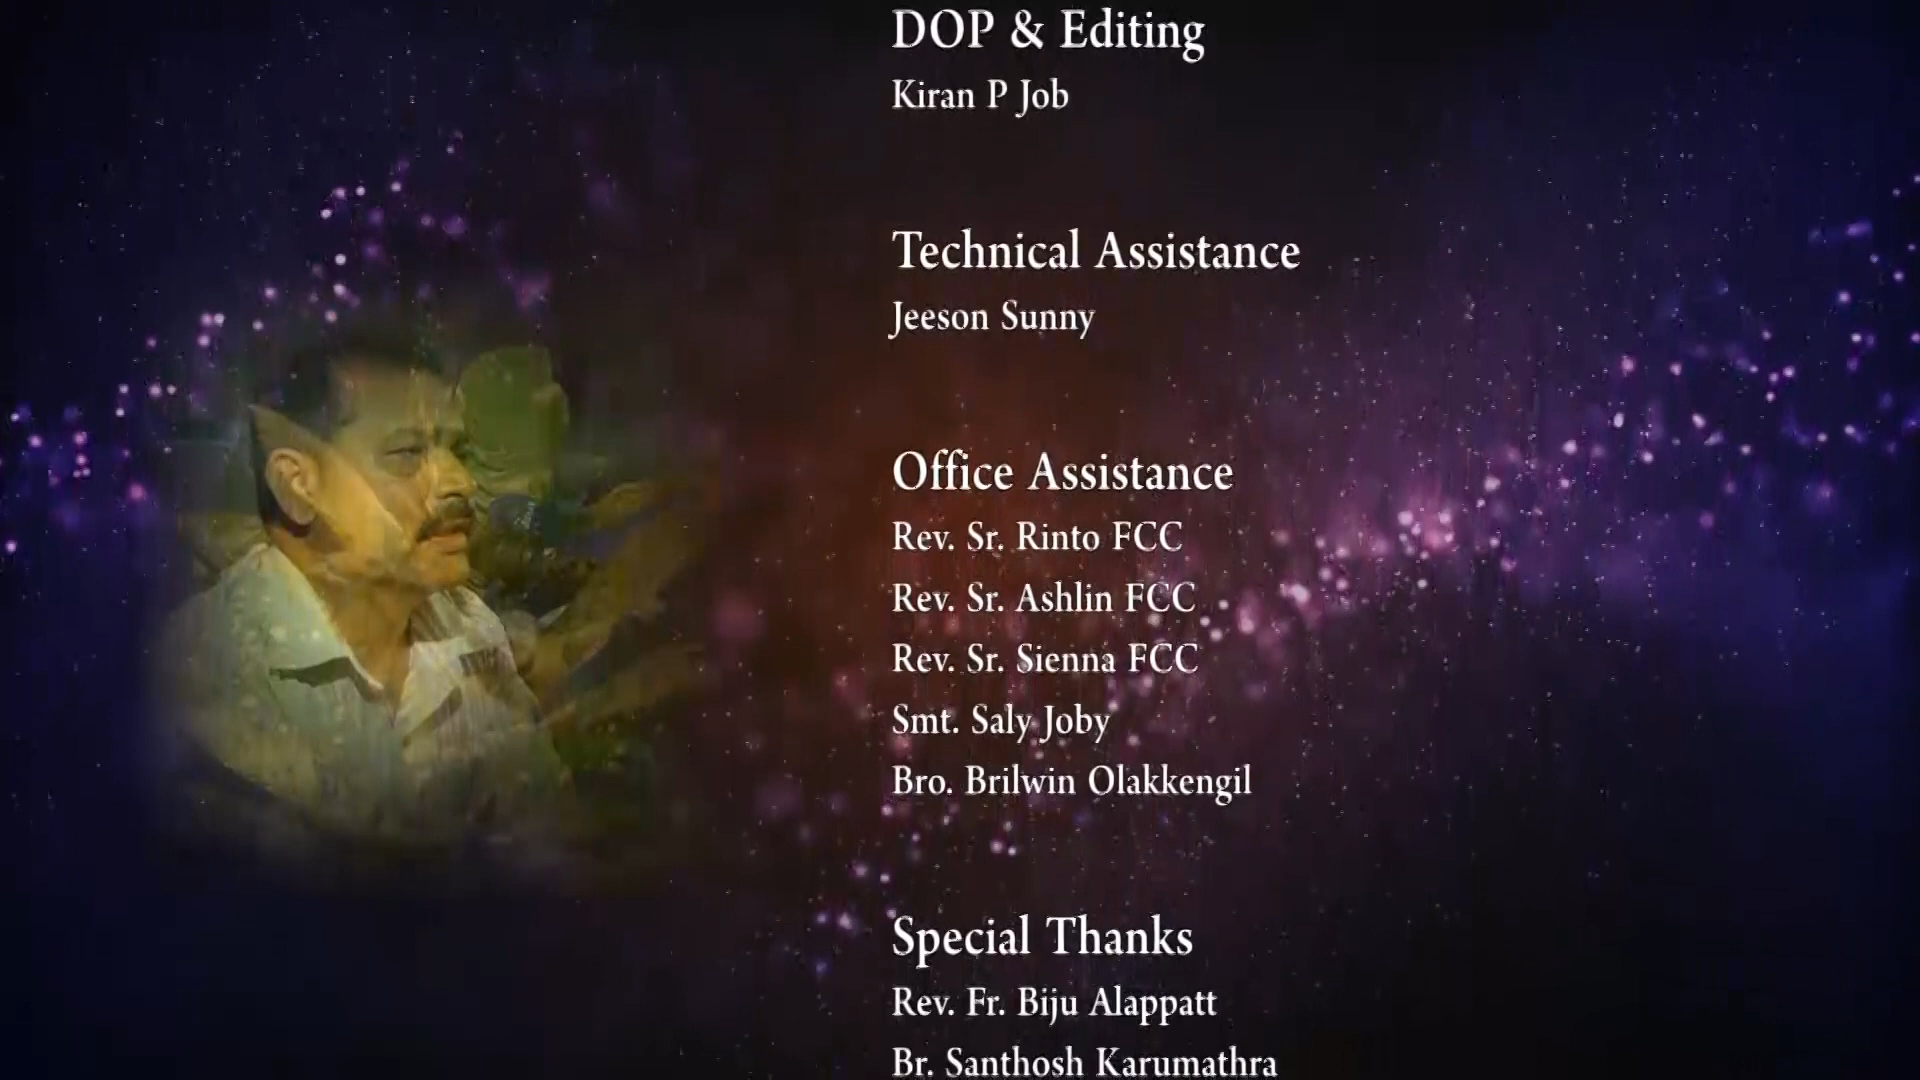 DOP & Editing
Kiran P Job
Technical Assistance
Jeeson Sunny
Office Assistance
Rev. Sr. Rinto FCC
Rev. Sr. Ashlin FCC
Rev. Sr. Sienna FCC
Smt. Saly Joby
Bro. Brilwin Olakkengil
Special Thanks
Rev. Fr. Biju Alappatt
Br. Santhosh Karumathra